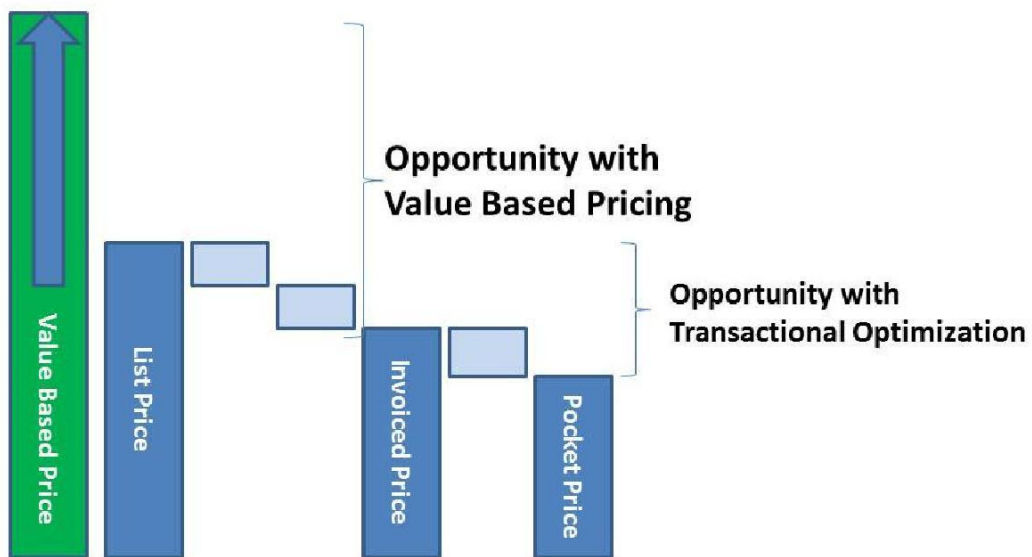 Value Based Price
List Price
Invoiced Price
Pocket Price
Opportunity with
Value Based Pricing
Opportunity with
Transactional Optimization